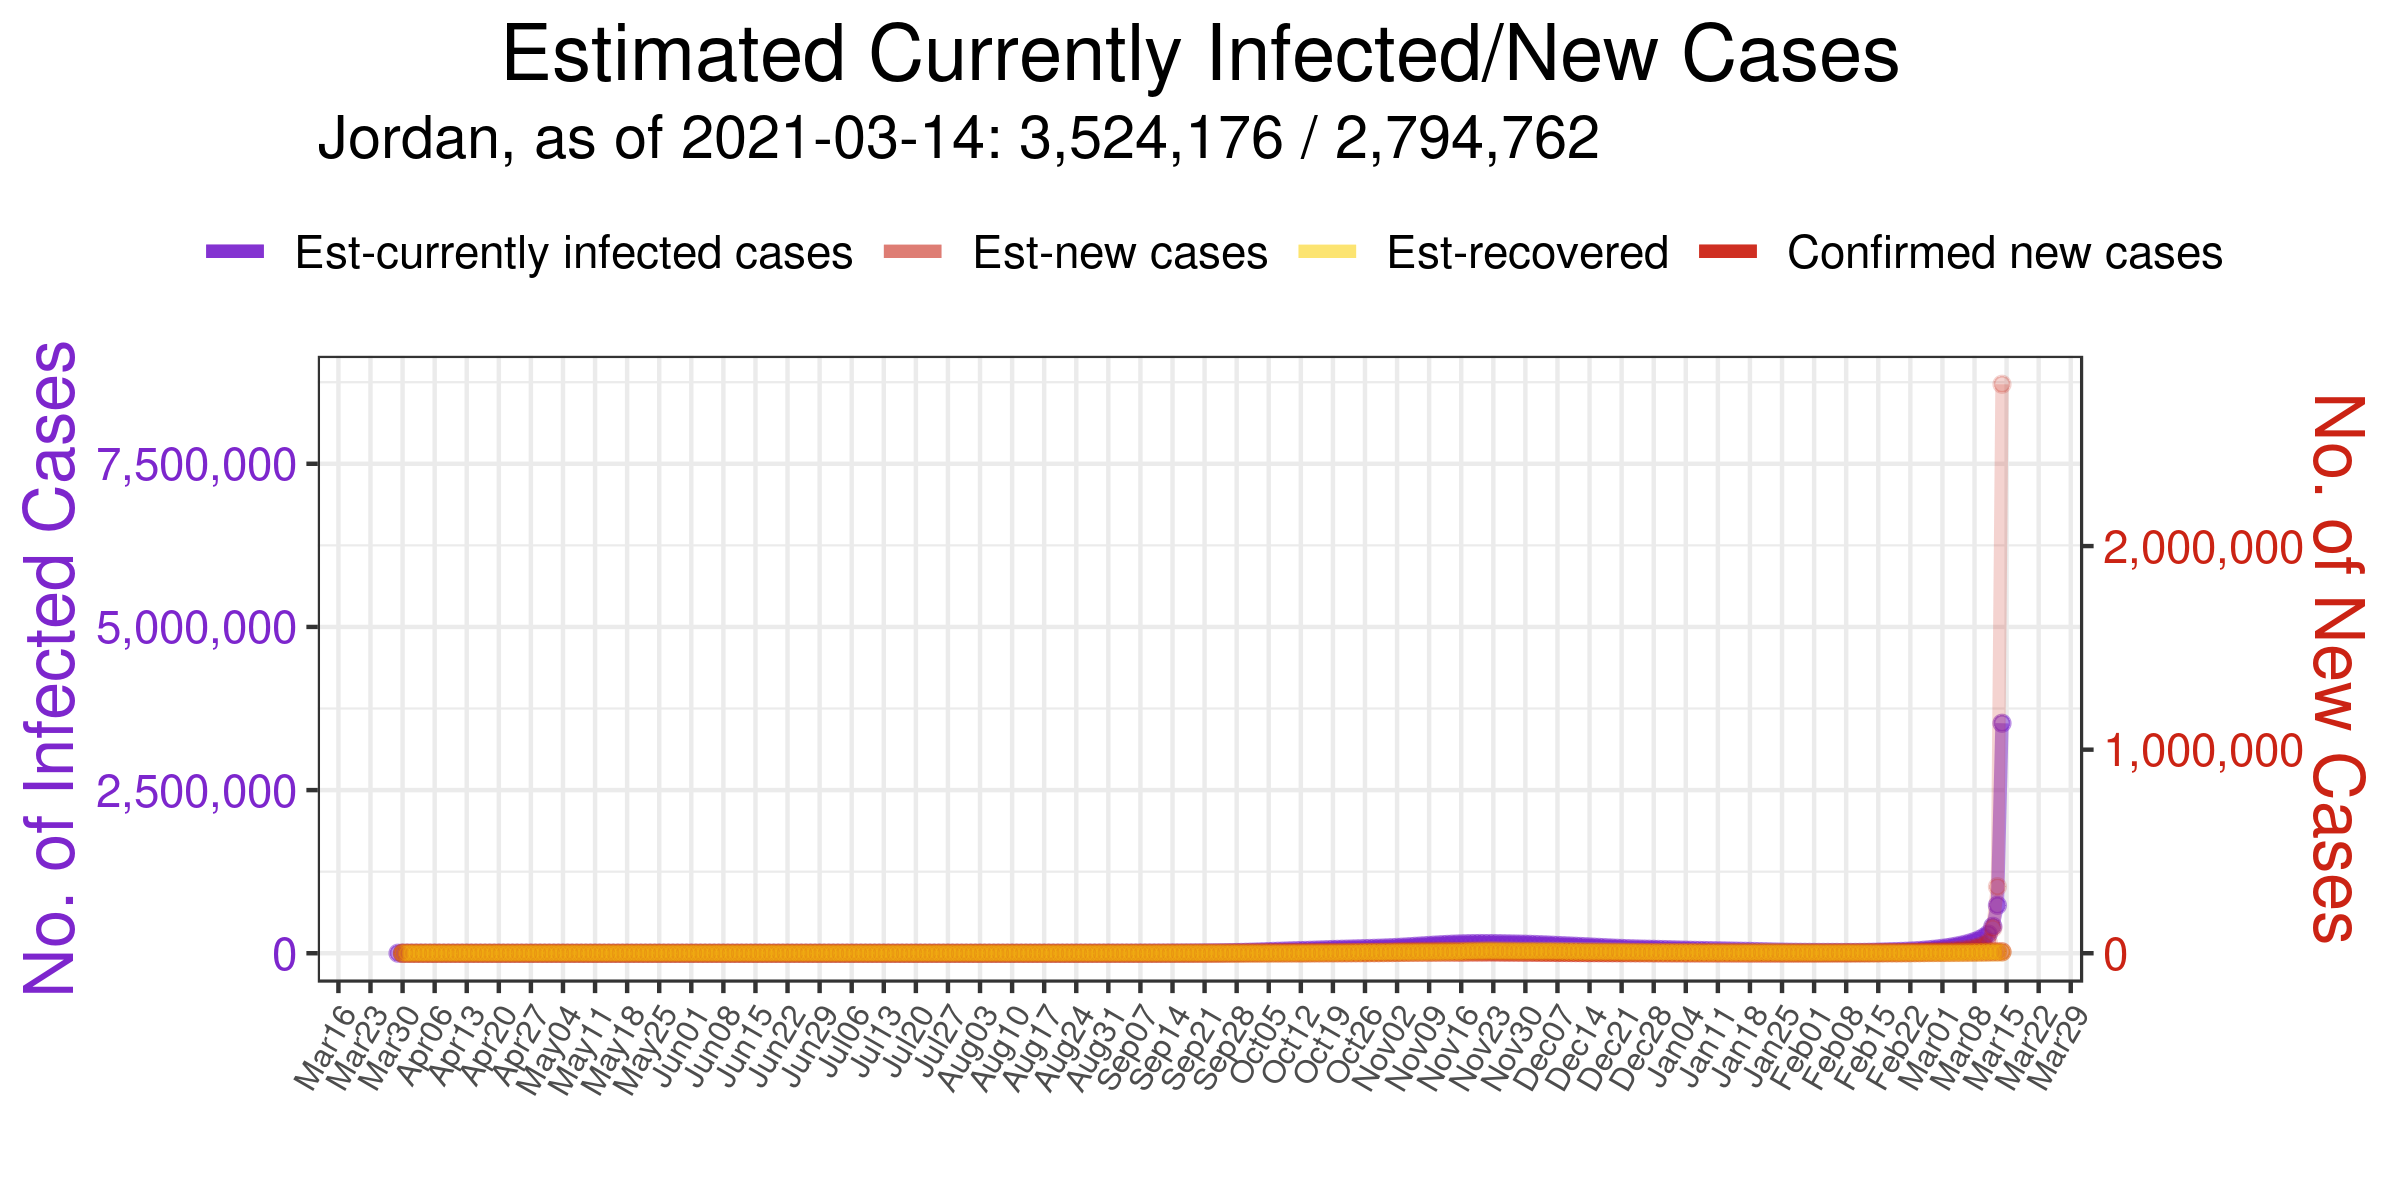 Estimated Currently Infected/New Cases
Jordan, as of 2021-03-14: 3,524,176 / 2,794,762
Est-currently infected cases Est-new cases Est-recovered Confirmed new cases
No. of Infected Cases
7,500,000
5,000,000
2,500,000
0
2,000,000
1,000,000
0
No. of New Cases
Mar16
Mar23
Mar30
Apr06
Apr13
Apr20
Apr27
May04
May11
May18
May25
Jun01
Jun08
Jun15
Jun22
Jun29
Jul06
Jul13
Jul20
Jul27
Aug03
Aug10
Aug17
Aug24
Aug31
Sep07
Sep14
Sep21
Sep28
Oct05
Oct12
Oct19
Oct26
Nov02
Nov09
Nov16
Nov23
Nov30
Dec07
Dec14
Dec21
Dec28
Jan04
Jan11
Jan18
Jan25
Feb01
Feb08
Feb15
Feb22
Mar01
Mar08
Mar15
Mar22
Mar29